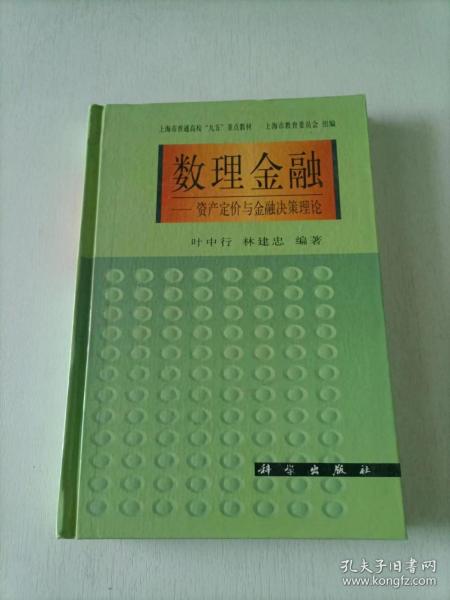 上海市普通高校“九五”重点教材 上海市教育委员会 组编
数理金融
——资产定价与金融决策理论
叶中行 林建忠 编著
科学出版社
孔夫子旧书网
www.kongfz.com